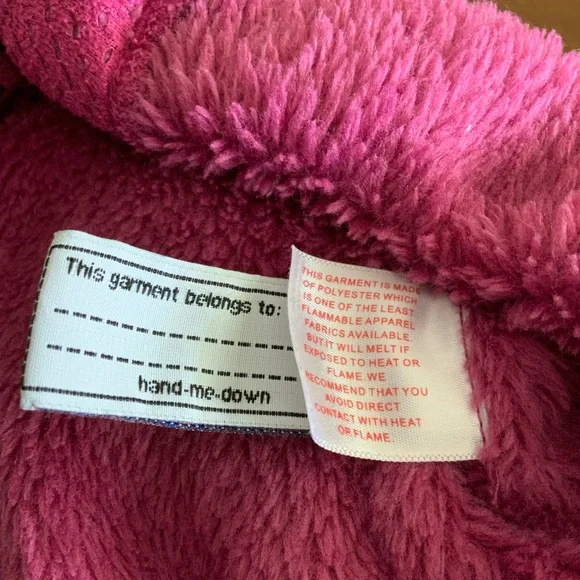 This garment belongs to:
hand-me-down
THIS GARMENT IS MADE
OF POLYESTER WHICH
IS ONE OF THE LEAST
FLAMMABLE APPAREL
FABRICS AVAILABLE
BUT IT WILL MELT IF
EXPOSED TO HEAT OR
FLAME.WE
RECOMMEND THAT YOU
AVOID DIRECT
CONTACT WITH HEAT
OR FLAME.